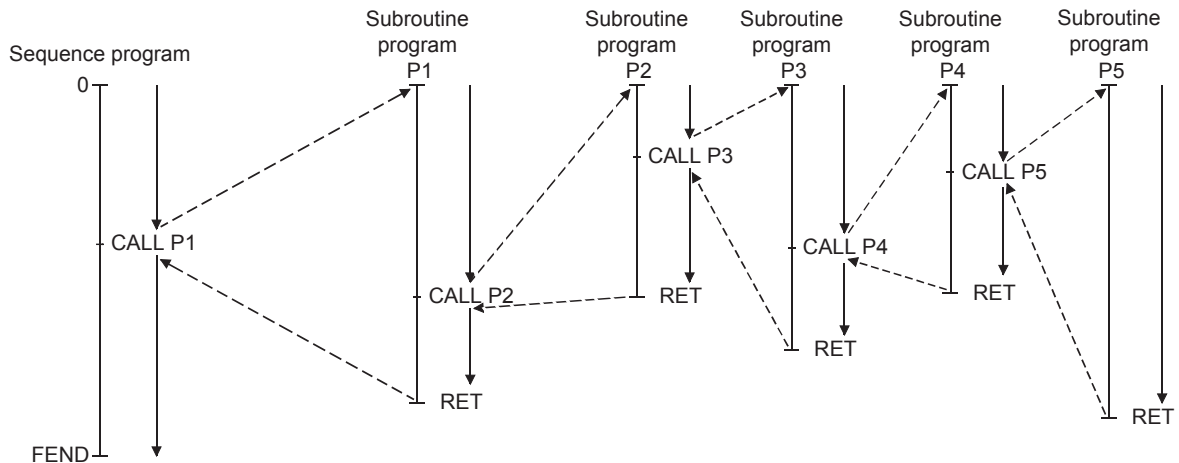 Sequence program
0
CALL P1
FEND
Subroutine
program
P1
CALL P2
RET
Subroutine
program
P2
CALL P3
RET
Subroutine
program
P3
CALL P4
RET
Subroutine
program
P4
CALL P5
RET
Subroutine
program
P5
RET